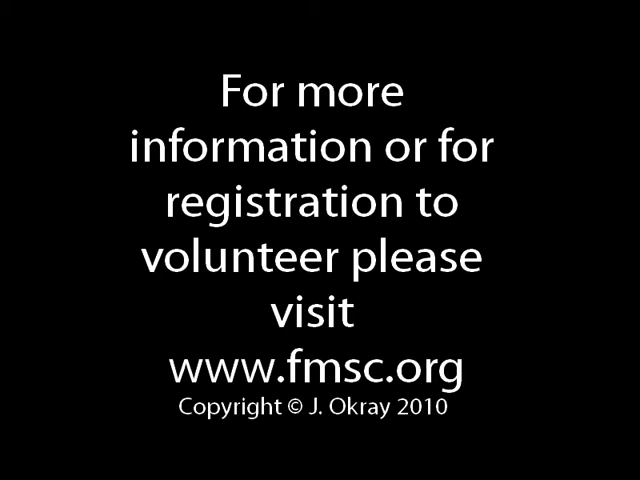 For more
information or for
registration to
volunteer please
visit
www.fmsc.org
Copyright © J. Okray 2010